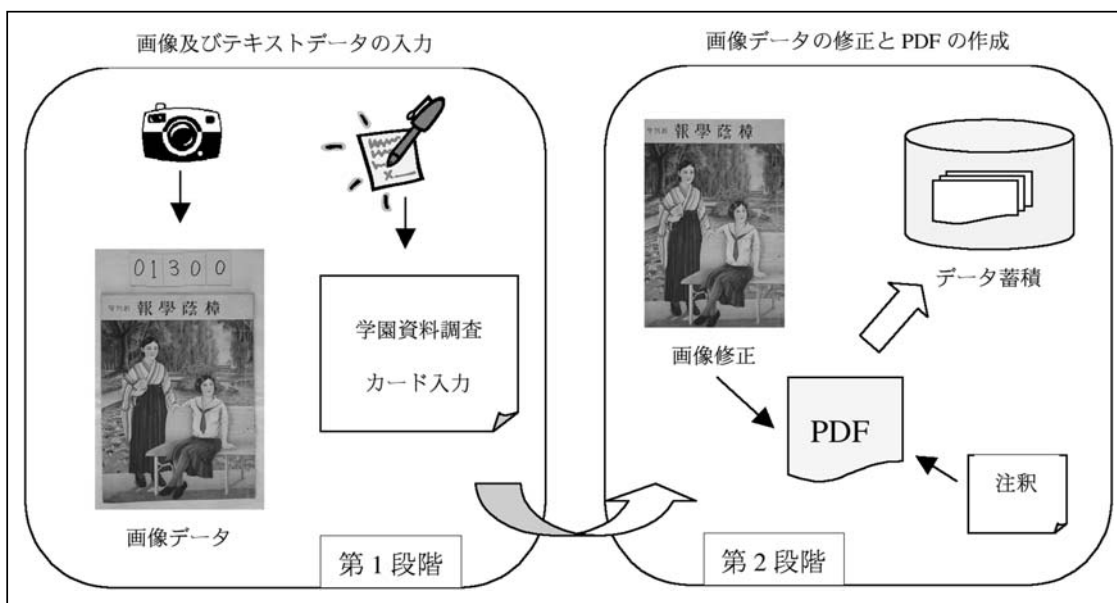 画像及びテキストデータの入力
01300
報學蔭樟
学園資料調査
カード入力
画像データ
第1段階
画像データの修正とPDFの作成
報學蔭樟
画像修正
データ蓄積
PDF
注釈
第2段階